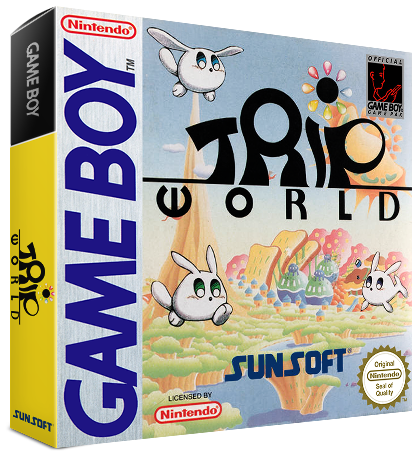 GAME BOY
TRIP
WORLD
SUNSOFT
Nintendo
GAME BOY
TM
OFFICIAL
GAME BOY
GAME PAK
TRIP
WORLD
SUNSOFT®
LICENSED BY
Nintendo
Original
Nintendo
Seal of
Quality
TM